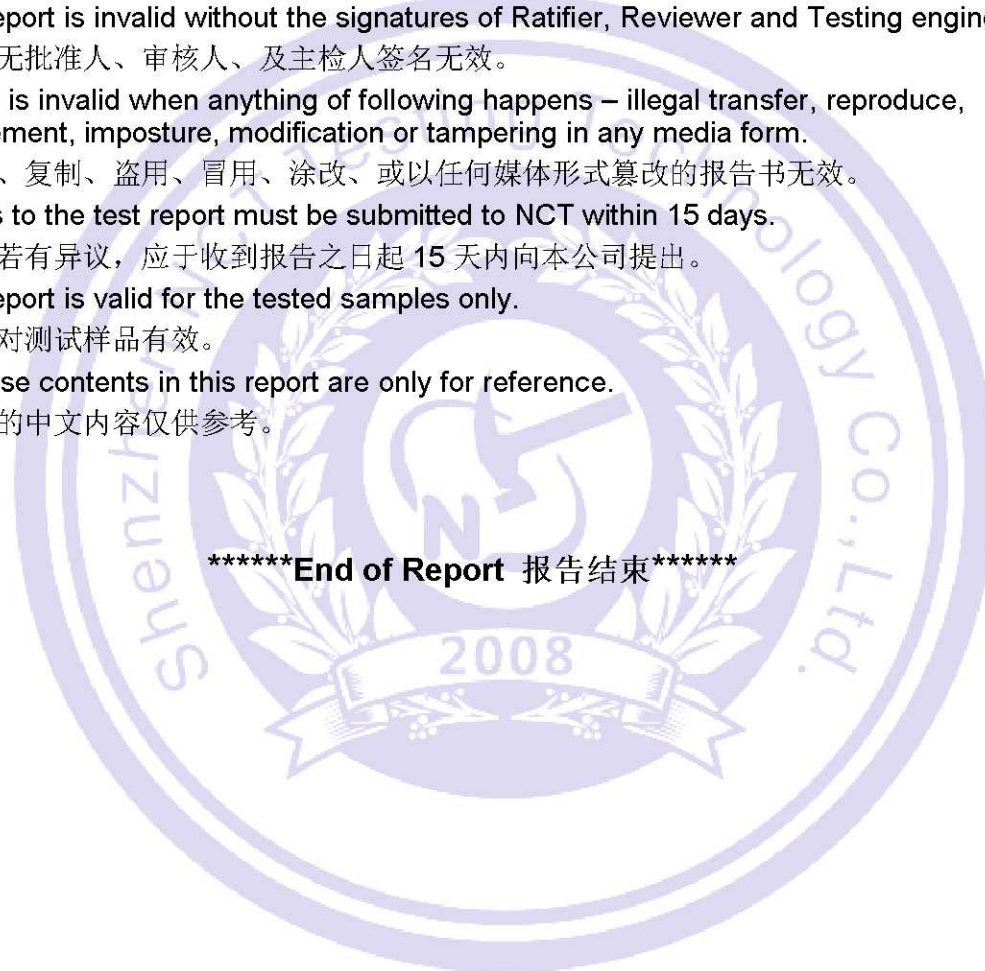 eport is invalid without the signatures of Ratifier, Reviewer and Testing engin
无批准人、审核人、及主检人签名无效。
is invalid when anything of following happens – illegal transfer, reproduce,
ement, imposture, modification or tampering in any media form.
、复制、盗用、冒用、涂改、或以任何媒体形式篡改的报告书无效。
s to the test report must be submitted to NCT within 15 days.
若有异议，应于收到报告之日起 15 天内向本公司提出。
eport is valid for the tested samples only.
对测试样品有效。
se contents in this report are only for reference.
的中文内容仅供参考。
******End of Report 报告结束******
Shenzhen NCT Testing Technology Co.,Ltd.
N
2008